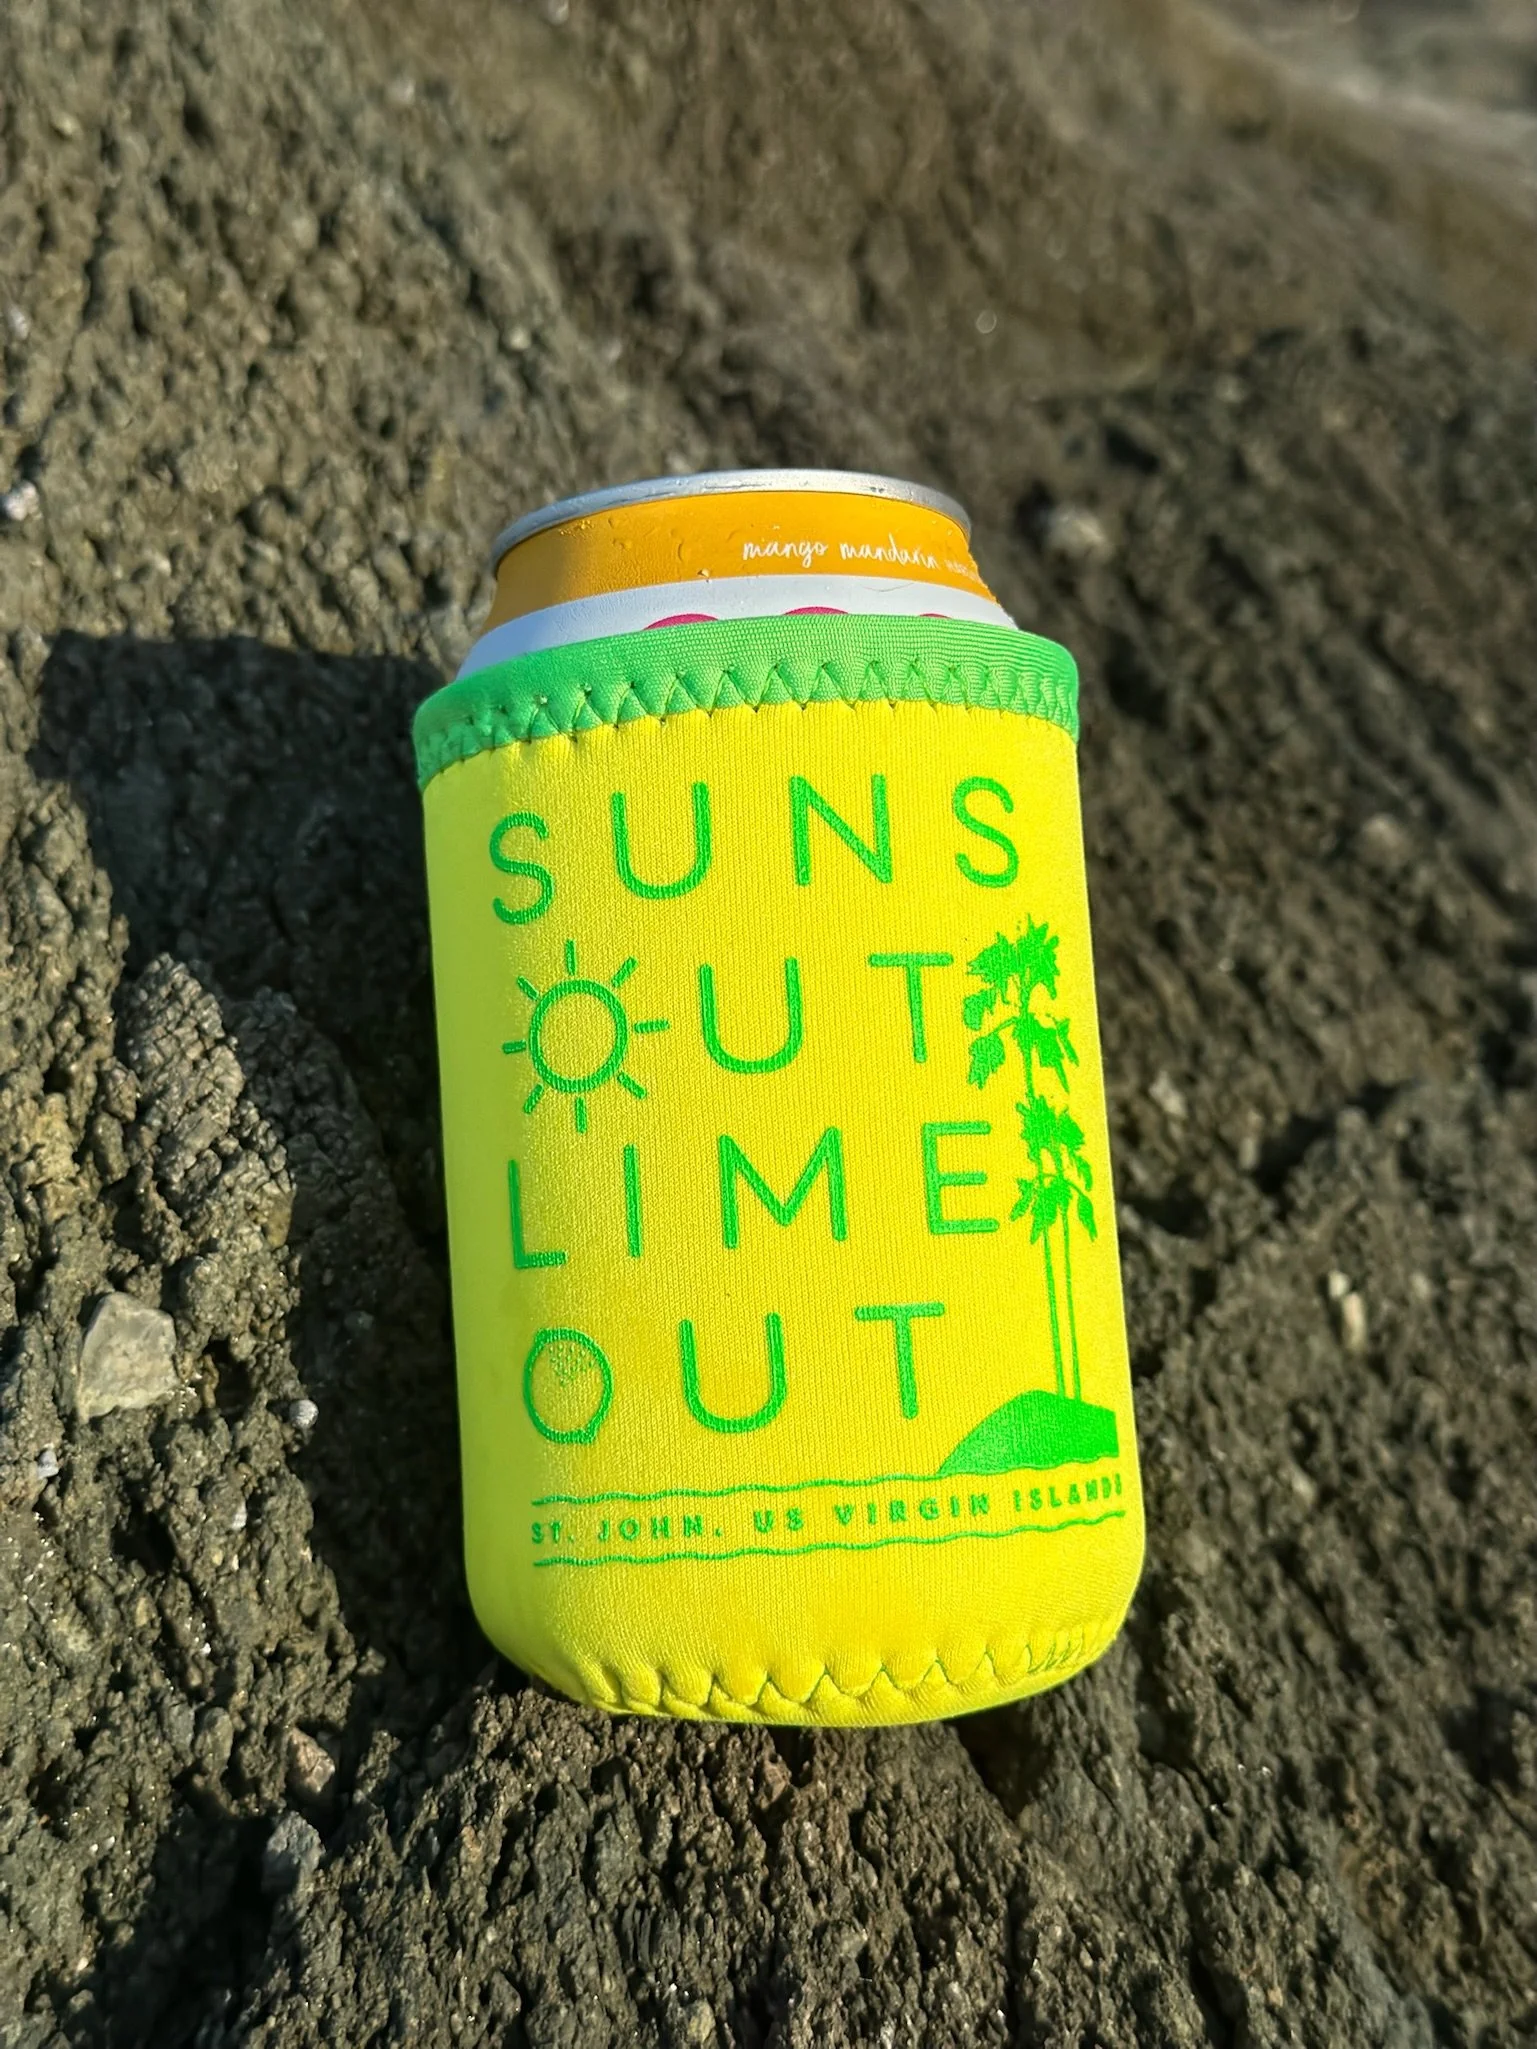 mango mandarin
SUNS
OUT
LIME
OUT
ST. JOHN, US VIRGIN ISLANDS